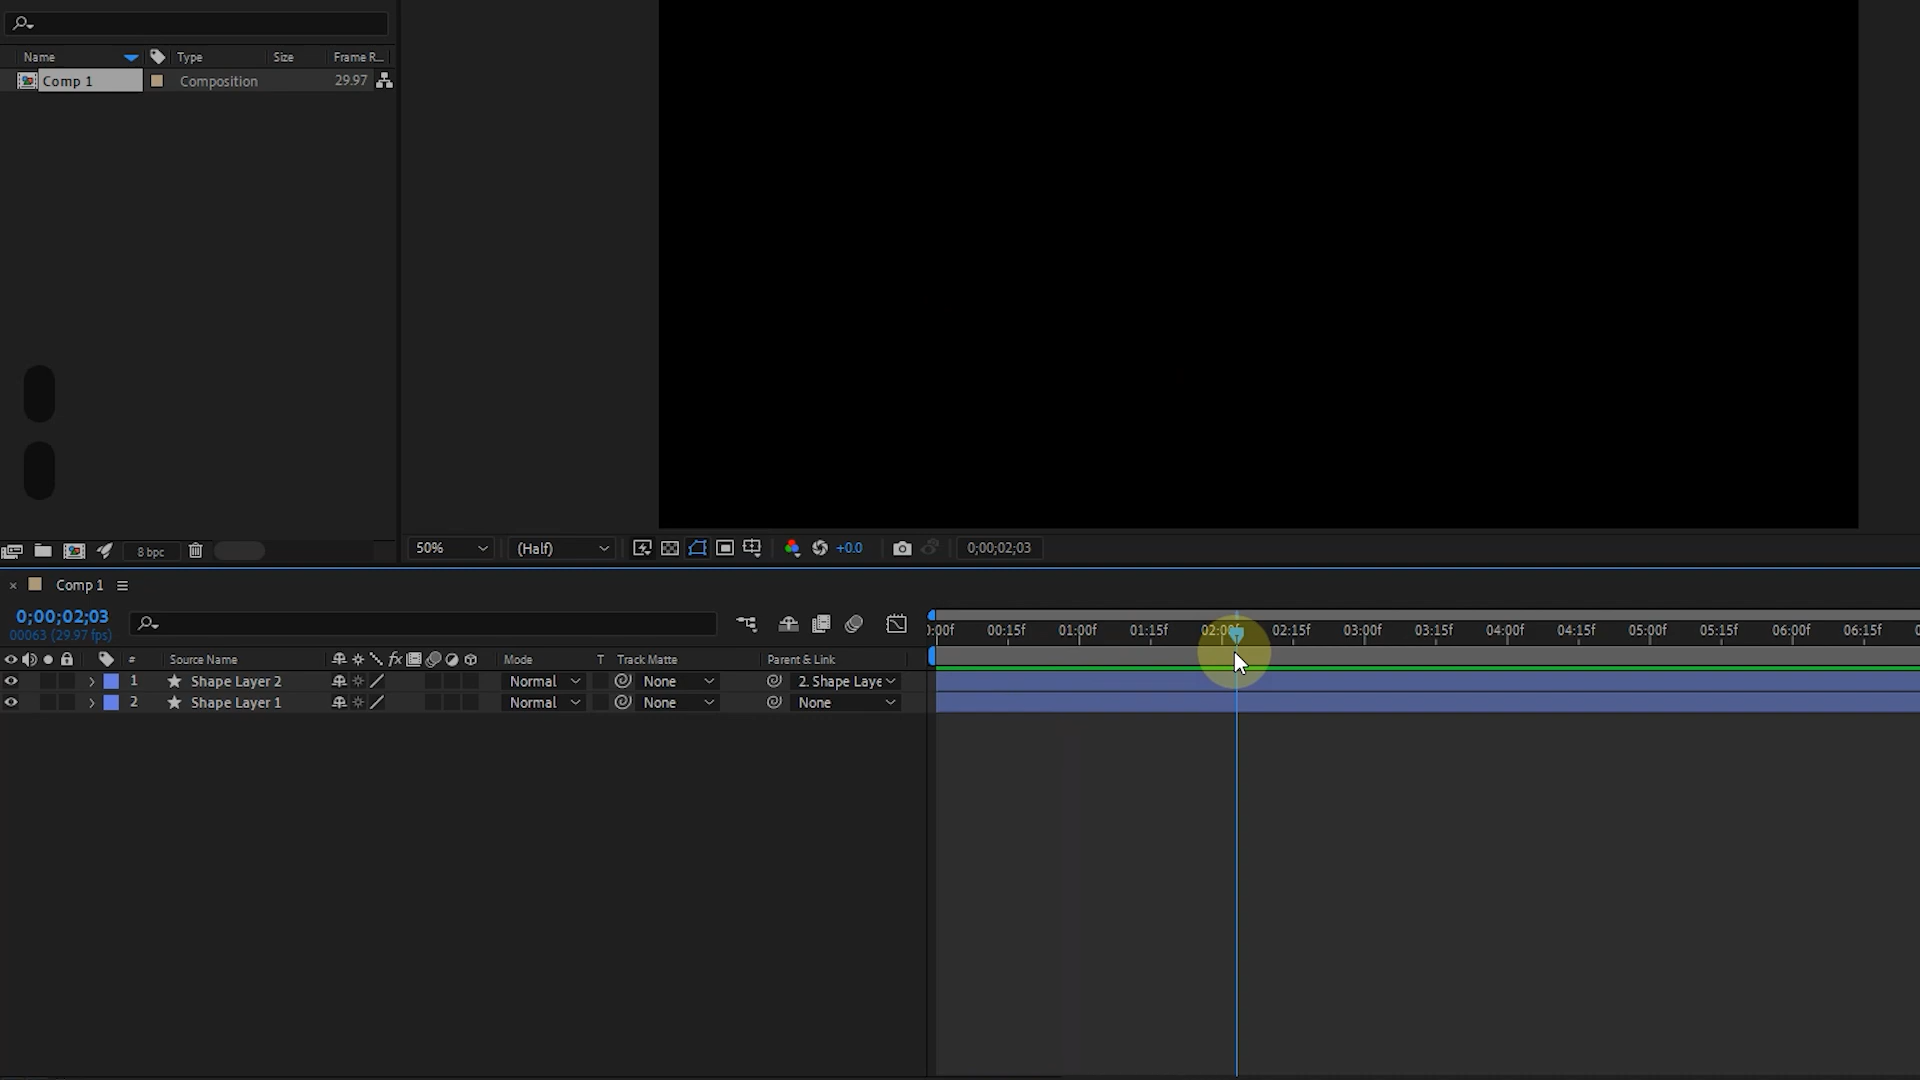 Name Type Size Frame R...
Comp 1 Composition 29.97
8 bpc
50% (Half) +0.0 0;00;02;03
Comp 1
0;00;02;03
00063 (29.97 fps)
:00f 00:15f 01:00f 01:15f 02:00f 02:15f 03:00f 03:15f 04:00f 04:15f 05:00f 05:15f 06:00f 06:15f
# Source Name fx Mode T Track Matte Parent & Link
1 Shape Layer 2 Normal None 2. Shape Laye
2 Shape Layer 1 Normal None None